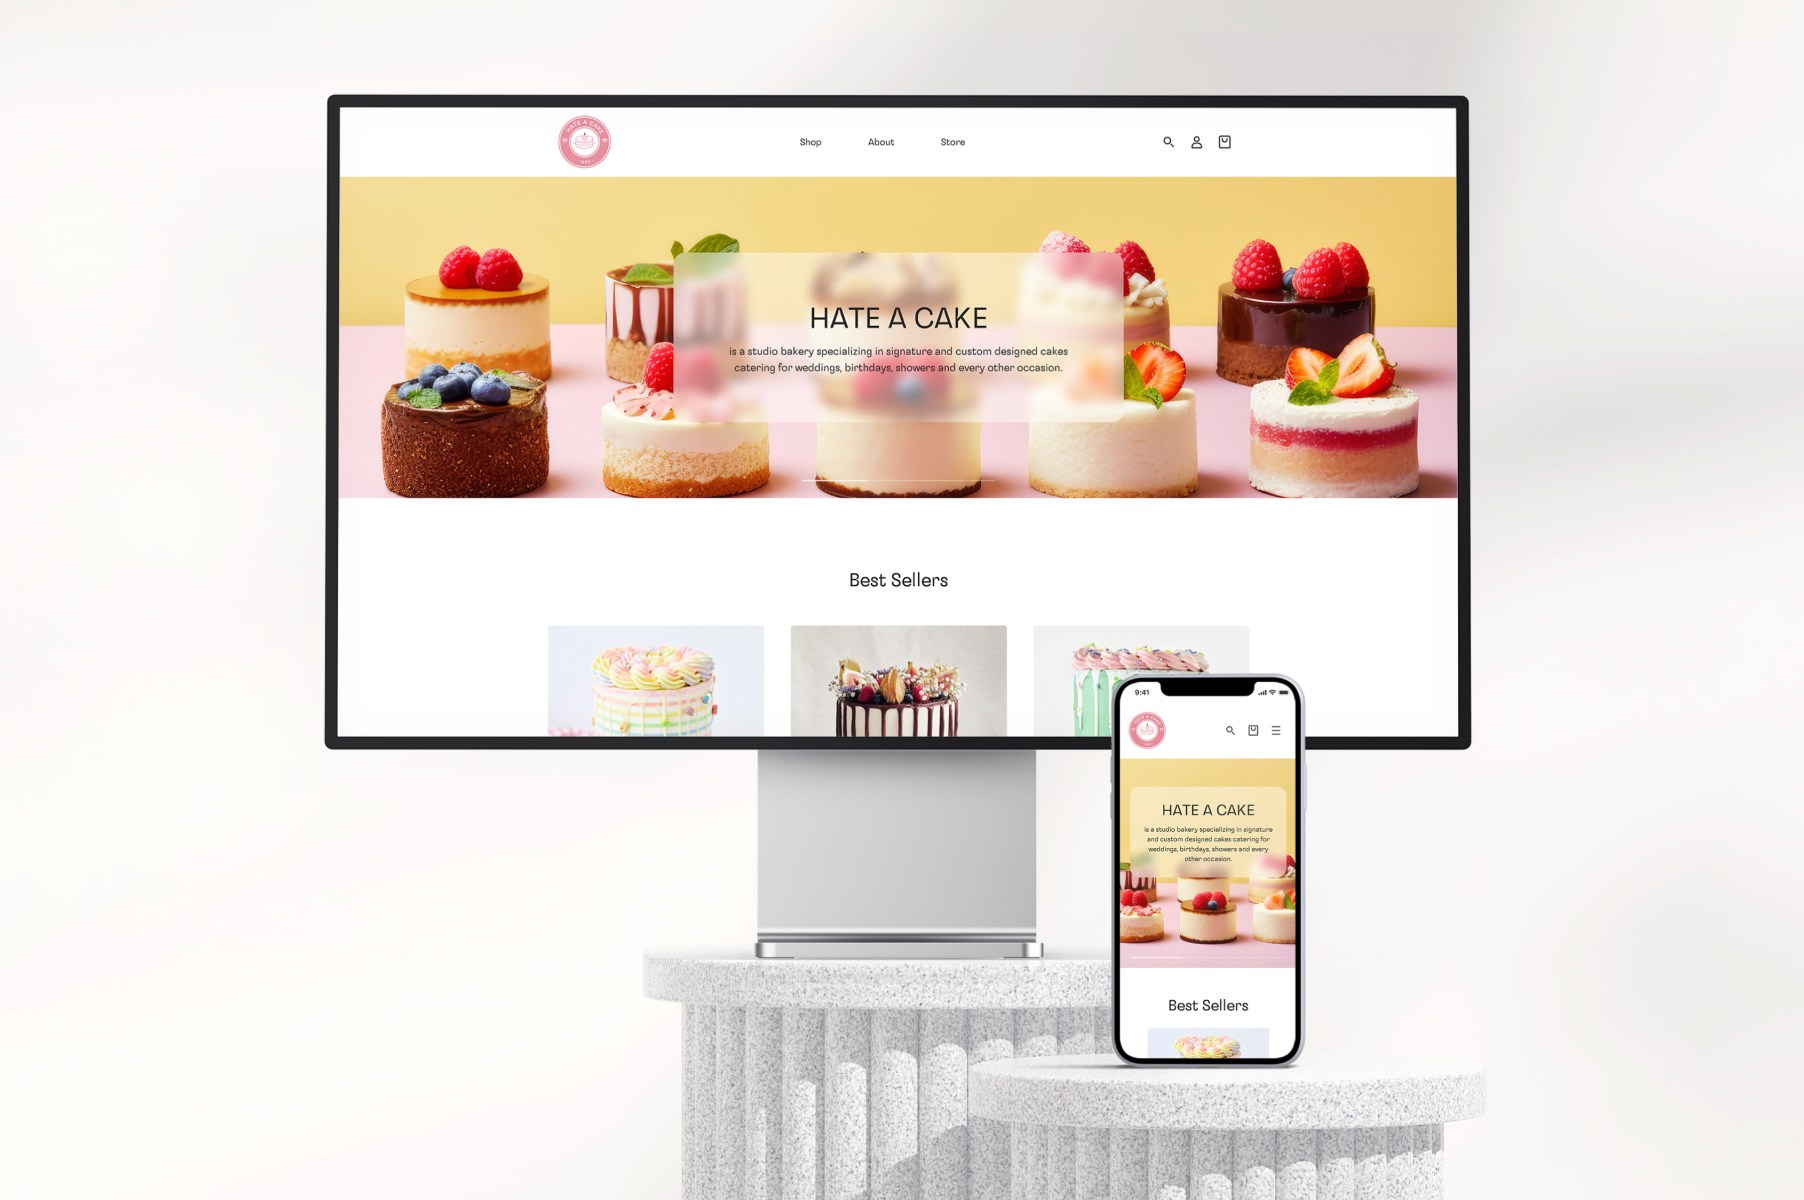 HATE A CAKE
Shop
About
Store
HATE A CAKE
is a studio bakery specializing in signature and custom designed cakes
catering for weddings, birthdays, showers and every other occasion.
Best Sellers
9:41
HATE A CAKE
HATE A CAKE
is a studio bakery specializing in signature
and custom designed cakes catering for
weddings, birthdays, showers and every
other occasion.
Best Sellers